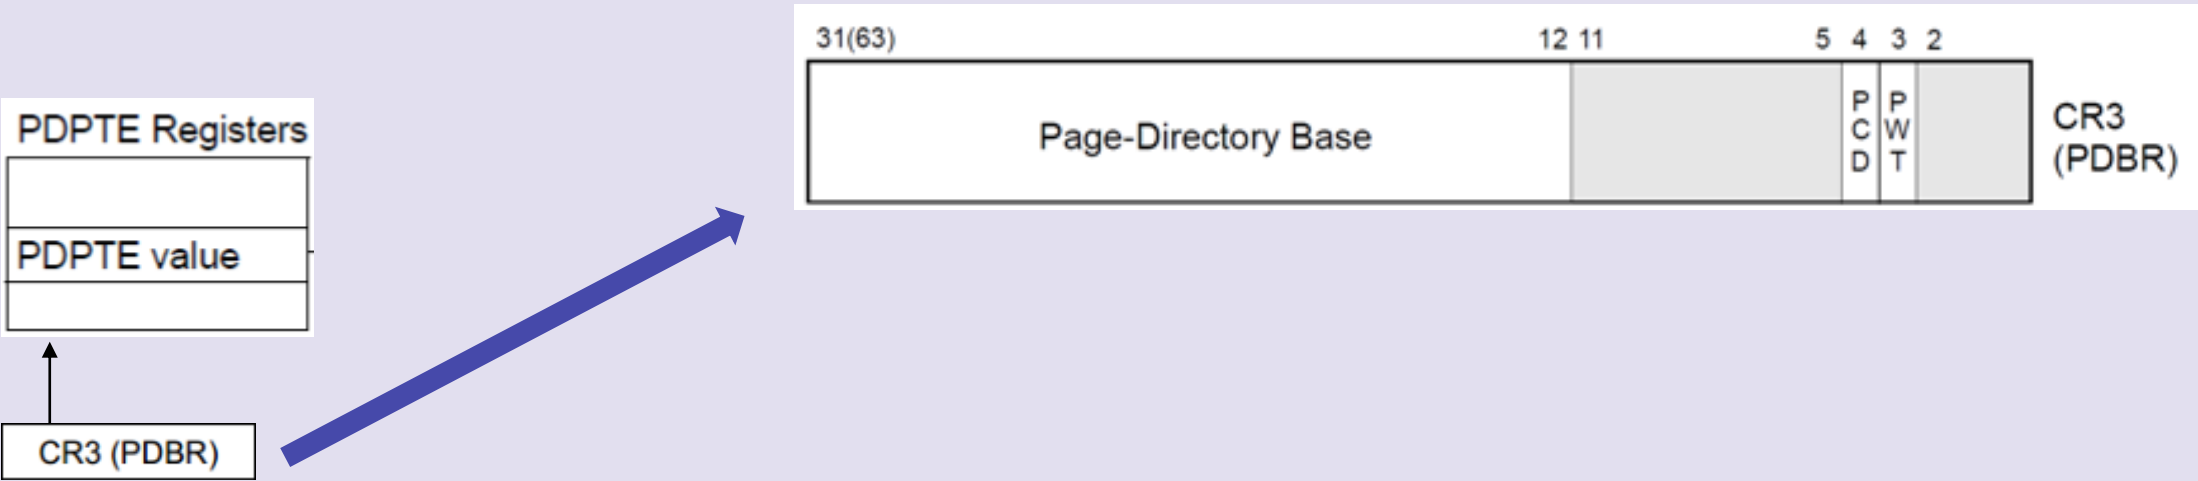 31(63) 12 11 5 4 3 2
Page-Directory Base
P
C
D
P
W
T
CR3
(PDBR)
PDPTE Registers
PDPTE value
CR3 (PDBR)